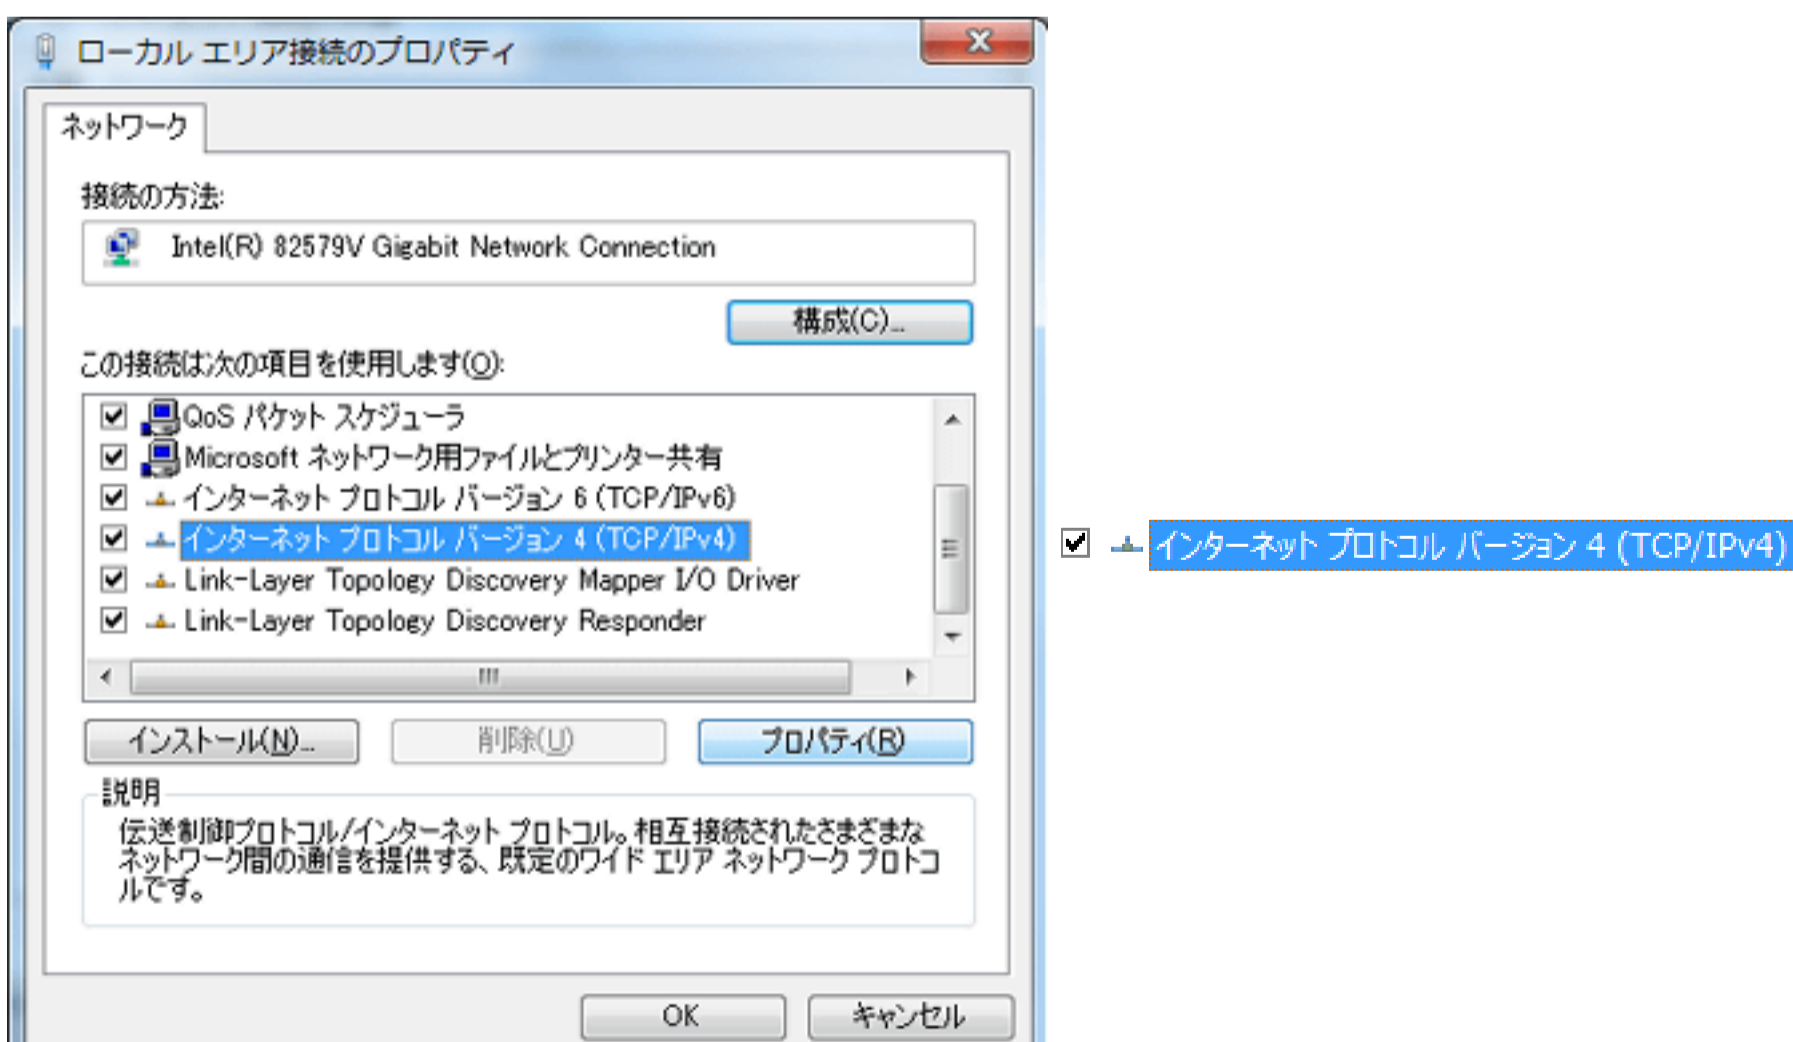 ローカル エリア接続のプロパティ
ネットワーク
接続の方法:
Intel(R) 82579V Gigabit Network Connection
構成(C)...
この接続は次の項目を使用します(O):
QoS パケット スケジューラ
Microsoft ネットワーク用ファイルとプリンター共有
インターネット プロトコル バージョン 6 (TCP/IPv6)
インターネット プロトコル バージョン 4 (TCP/IPv4)
Link-Layer Topology Discovery Mapper I/O Driver
Link-Layer Topology Discovery Responder
インストール(N)...
削除(U)
プロパティ(R)
説明
伝送制御プロトコル/インターネット プロトコル。相互接続されたさまざまな
ネットワーク間の通信を提供する、既定のワイド エリア ネットワーク プロトコ
ルです。
OK
キャンセル
インターネット プロトコル バージョン 4 (TCP/IPv4)